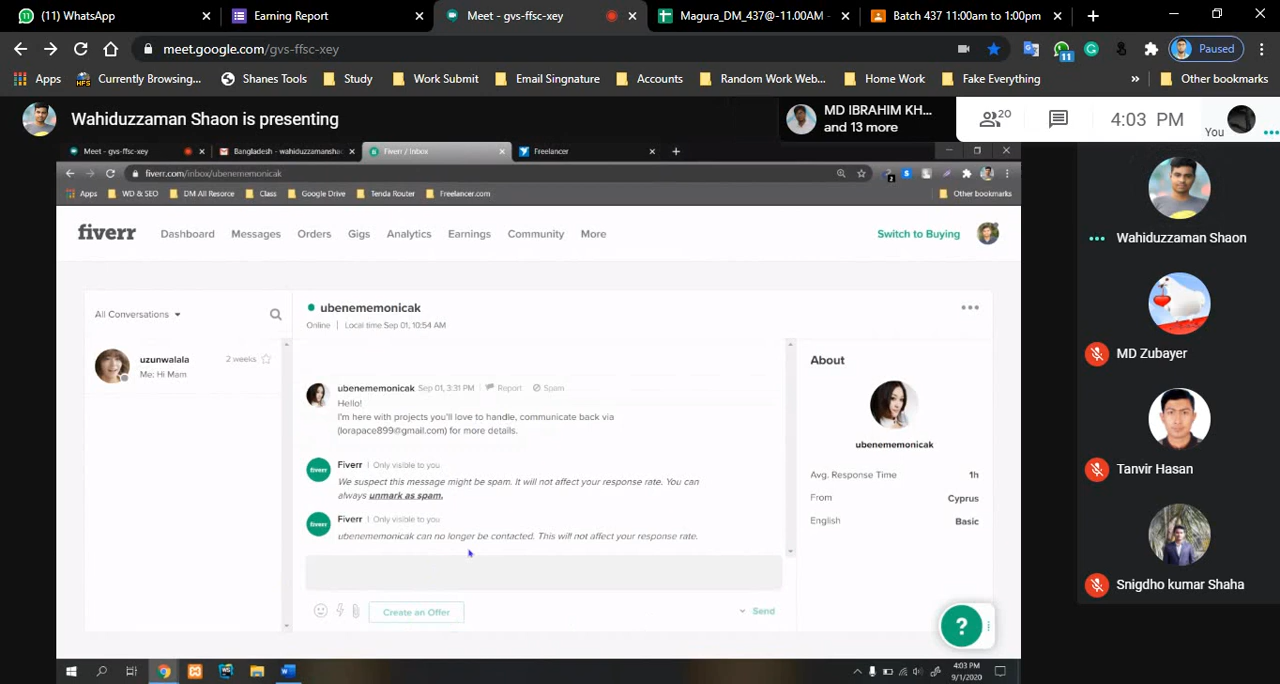 (11) WhatsApp
Earning Report
Meet - gvs-ffsc-xey
Magura_DM_437@-11.00AM -
Batch 437 11:00am to 1:00pm
meet.google.com/gvs-ffsc-xey
11
Paused
Apps
Currently Browsing...
Shanes Tools
Study
Work Submit
Email Singnature
Accounts
Random Work Web...
Home Work
Fake Everything
»
Other bookmarks
Wahiduzzaman Shaon is presenting
MD IBRAHIM KH...
and 13 more
20
4:03 PM
You
Meet - gvs-ffsc-xey
Bangladesh - wahiduzzamansha
Fiverr / Inbox
Freelancer
fiverr.com/inbox/ubenememonicak
Apps
WD & SEO
DM All Resorce
Class
Google Drive
Tenda Router
Freelancer.com
Other bookmarks
fiverr
Dashboard
Messages
Orders
Gigs
Analytics
Earnings
Community
More
Switch to Buying
All Conversations
uzunwalala
2 weeks
Me: Hi Mam
ubenememonicak
Online | Local time Sep 01, 10:54 AM
ubenememonicak Sep 01, 3:31 PM Report Spam
Hello!
I'm here with projects you'll love to handle, communicate back via
(lorapace899@gmail.com) for more details.
Fiverr | Only visible to you
We suspect this message might be spam. It will not affect your response rate. You can
always unmark as spam.
Fiverr | Only visible to you
ubenememonicak can no longer be contacted. This will not affect your response rate.
Create an Offer
Send
About
ubenememonicak
Avg. Response Time 1h
From Cyprus
English Basic
?
4:03 PM
9/1/2020
Wahiduzzaman Shaon
MD Zubayer
Tanvir Hasan
Snigdho kumar Shaha